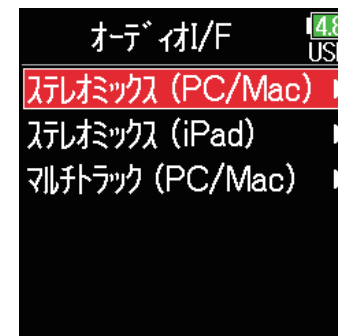 オーディオI/F
4.8
ステレオミックス (PC/Mac)
ステレオミックス (iPad)
マルチトラック (PC/Mac)